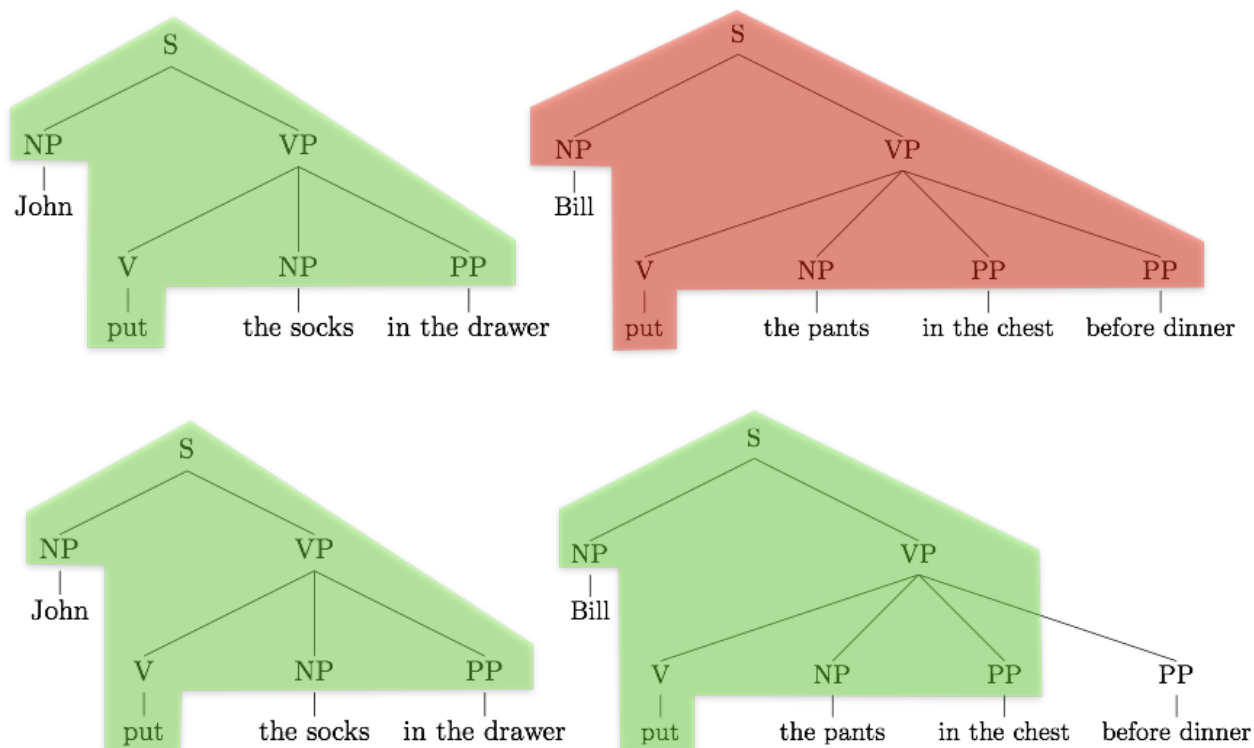 S S
NP VP NP VP
John Bill
V NP PP V NP PP PP
put the socks in the drawer put the pants in the chest before dinner
S S
NP VP NP VP
John Bill
V NP PP V NP PP PP
put the socks in the drawer put the pants in the chest before dinner